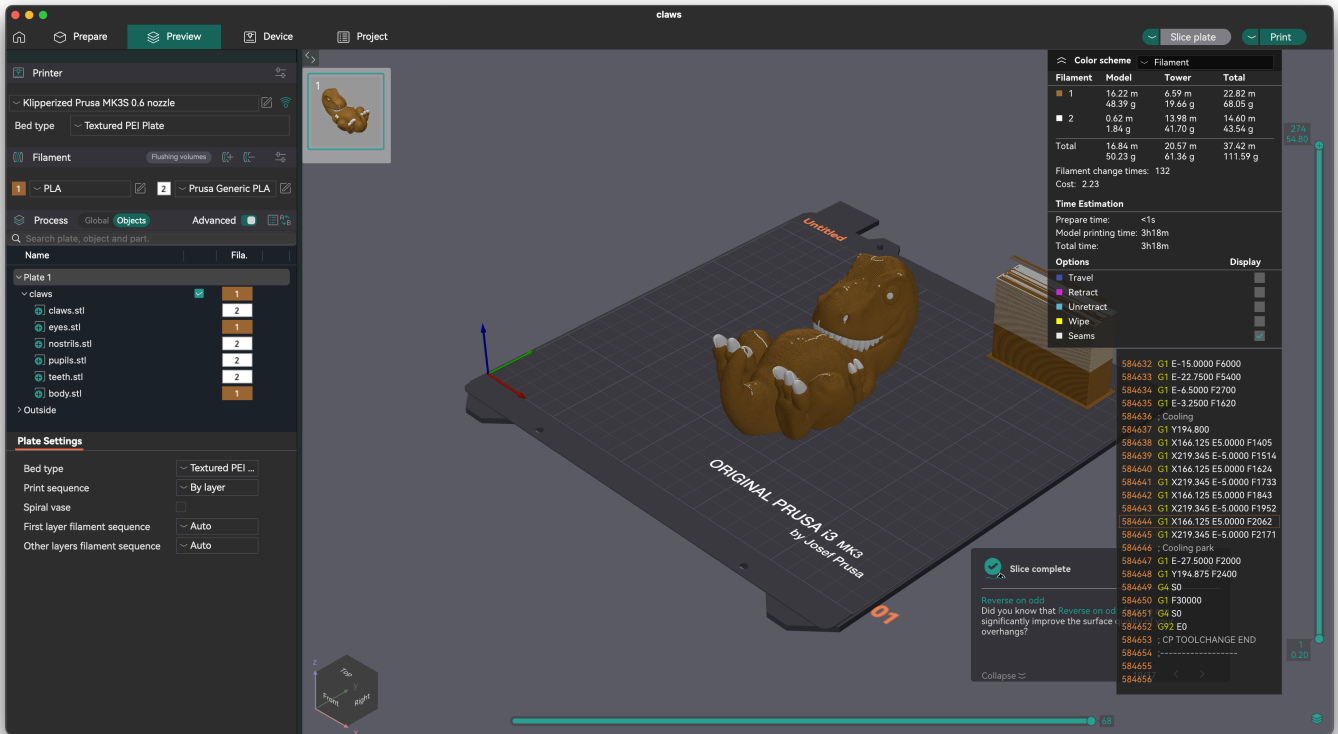 claws
Prepare
Preview
Device
Project
Slice plate
Print
Printer
Klipperized Prusa MK3S 0.6 nozzle
Bed type
Textured PEI Plate
Filament
Flushing volumes
1
PLA
2
Prusa Generic PLA
Process
Global
Objects
Advanced
Search plate, object and part.
Name
Fila.
Plate 1
claws 1
claws.stl 2
eyes.stl 1
nostrils.stl 2
pupils.stl 2
teeth.stl 2
body.stl 1
Outside
Plate Settings
Bed type Textured PEI ...
Print sequence By layer
Spiral vase
First layer filament sequence Auto
Other layers filament sequence Auto
1
Untitled
ORIGINAL PRUSA i3 MK3
by Josef Prusa
01
Top
Front
Right
z
y
x
Color scheme Filament
Filament Model Tower Total
1 16.22 m 6.59 m 22.82 m
48.39 g 19.66 g 68.05 g
2 0.62 m 13.98 m 14.60 m
1.84 g 41.70 g 43.54 g
Total 16.84 m 20.57 m 37.42 m
50.23 g 61.36 g 111.59 g
Filament change times: 132
Cost: 2.23
Time Estimation
Prepare time: <1s
Model printing time: 3h18m
Total time: 3h18m
Options Display
Travel
Retract
Unretract
Wipe
Seams
274
54.80
584632 G1 E-15.0000 F6000
584633 G1 E-22.7500 F5400
584634 G1 E-6.5000 F2700
584635 G1 E-3.2500 F1620
584636 ; Cooling
584637 G1 Y194.800
584638 G1 X166.125 E5.0000 F1405
584639 G1 X219.345 E-5.0000 F1514
584640 G1 X166.125 E5.0000 F1624
584641 G1 X219.345 E-5.0000 F1733
584642 G1 X166.125 E5.0000 F1843
584643 G1 X219.345 E-5.0000 F1952
584644 G1 X166.125 E5.0000 F2062
584645 G1 X219.345 E-5.0000 F2171
584646 ; Cooling park
584647 G1 E-27.5000 F2000
584648 G1 Y194.875 F2400
584649 G4 S0
584650 G1 F30000
584651 G4 S0
584652 G92 E0
584653 ; CP TOOLCHANGE END
584654 ;------------------
584655
584656
1
0.20
Slice complete
Reverse on odd
Did you know that Reverse on od
significantly improve the surface
overhangs?
Collapse
68